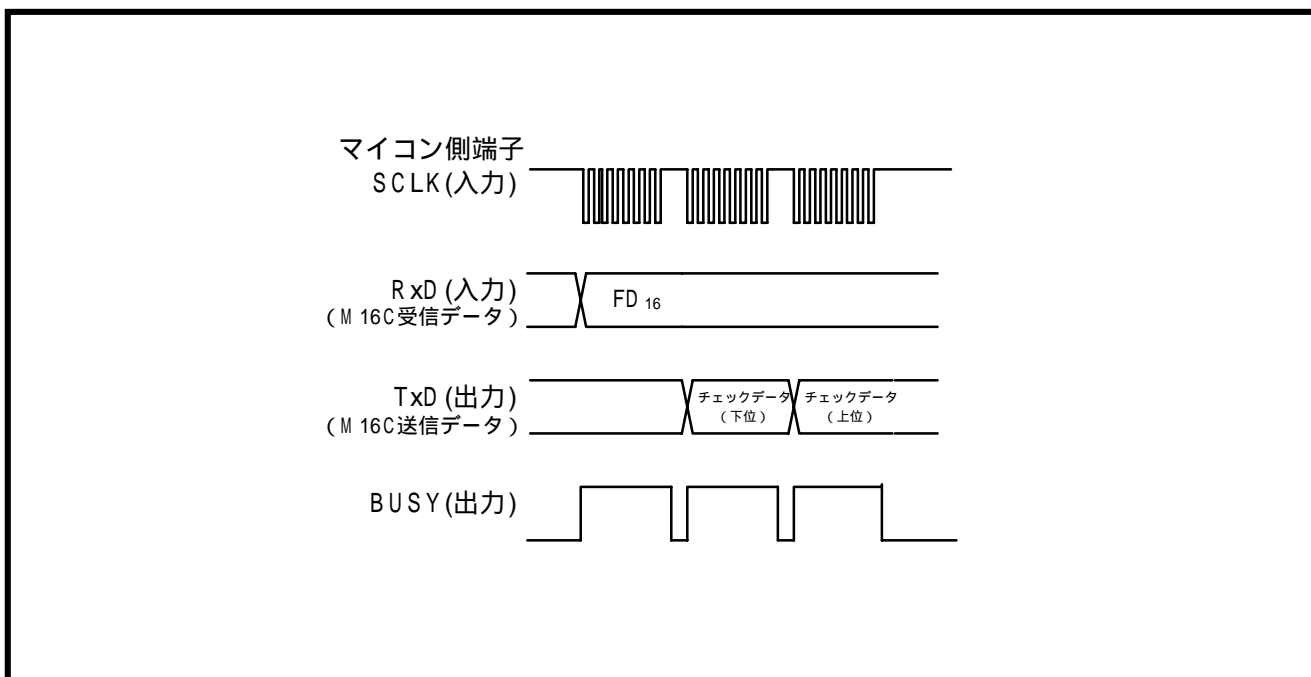 マイコン側端子
SCLK(入力)
RxD(入力)
(M16C受信データ)
FD 16
TxD(出力)
(M16C送信データ)
チェックデータ
(下位)
チェックデータ
(上位)
BUSY(出力)